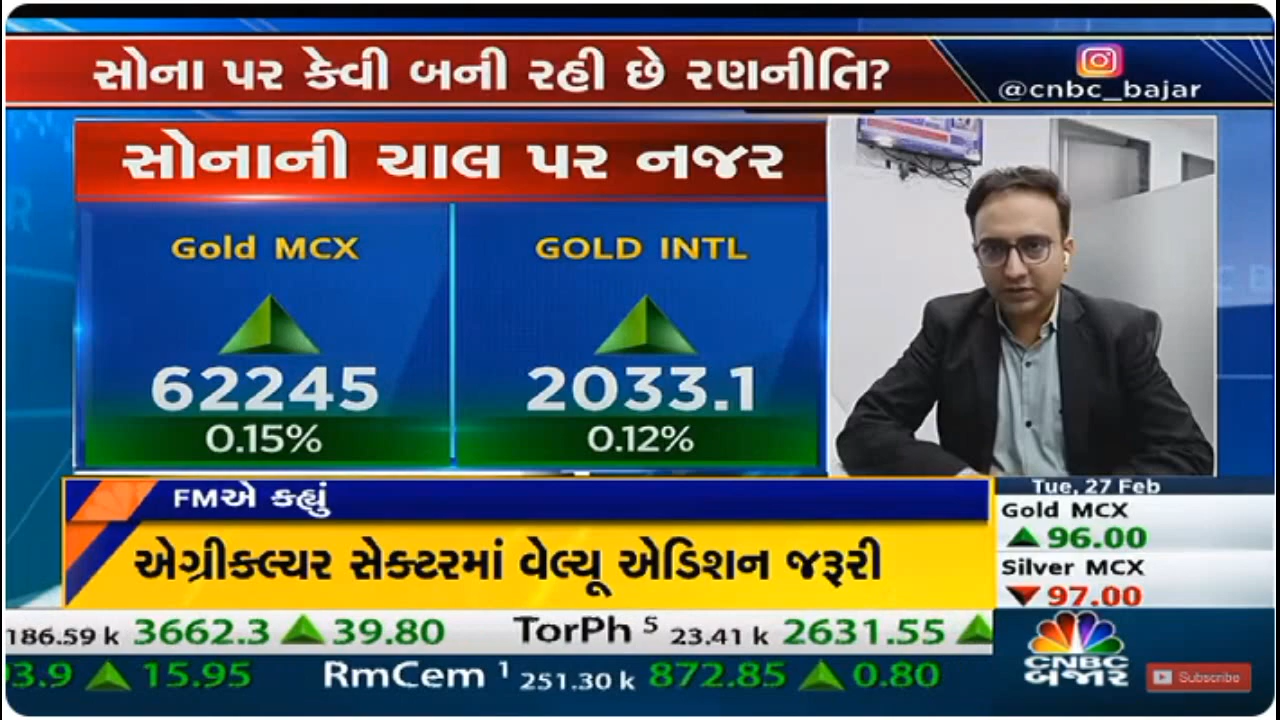 સોના પર કેવી બની રહી છે રણનીતિ?
@cnbc_bajar
સોનાની ચાલ પર નજર
Gold MCX
62245
0.15%
GOLD INTL
2033.1
0.12%
FMએ કહ્યું
એગ્રીકલ્ચર સેક્ટરમાં વેલ્યૂ એડિશન જરૂરી
Tue, 27 Feb
Gold MCX
96.00
Silver MCX
97.00
186.59 k 3662.3 39.80 TorPh 5 23.41 k 2631.55
3.9 15.95 RmCem 1 251.30 k 872.85 0.80
CNBC
બજાર
Subscribe